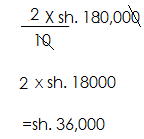 2 X sh. 180,000
10
2 x sh. 18000
=sh. 36,000